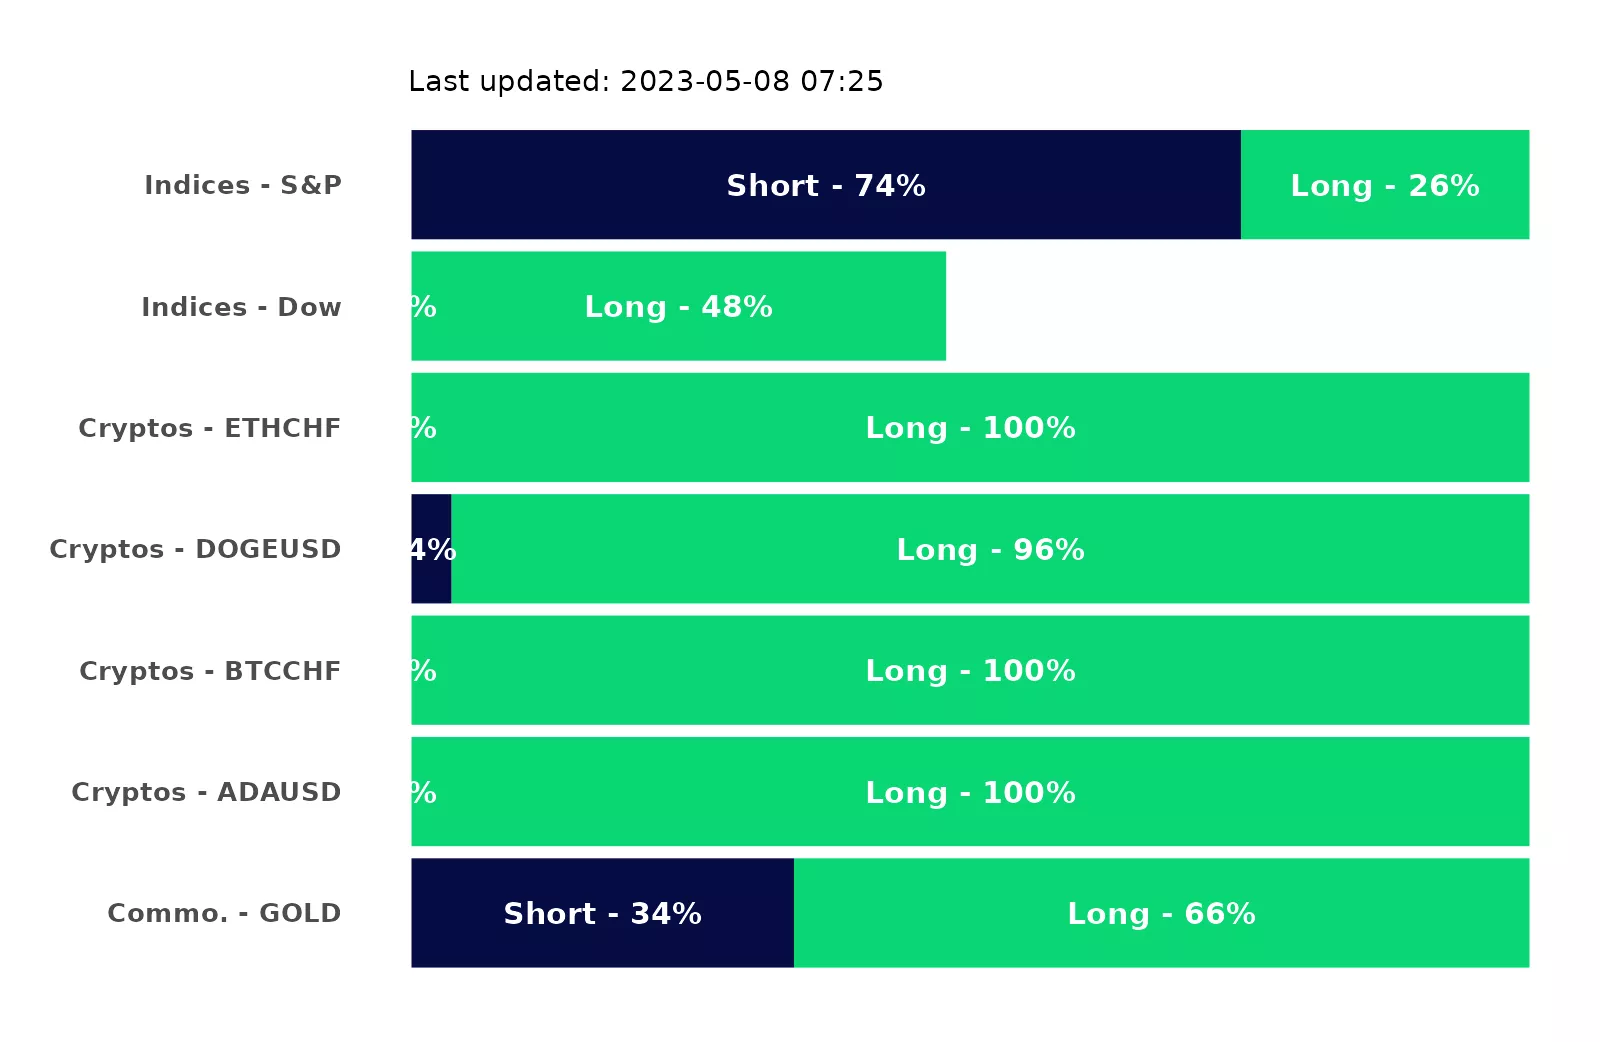 Last updated: 2023-05-08 07:25
Indices - S&P Short - 74% Long - 26%
Indices - Dow % Long - 48%
Cryptos - ETHCHF % Long - 100%
Cryptos - DOGEUSD 4% Long - 96%
Cryptos - BTCCHF % Long - 100%
Cryptos - ADAUSD % Long - 100%
Commo. - GOLD Short - 34% Long - 66%